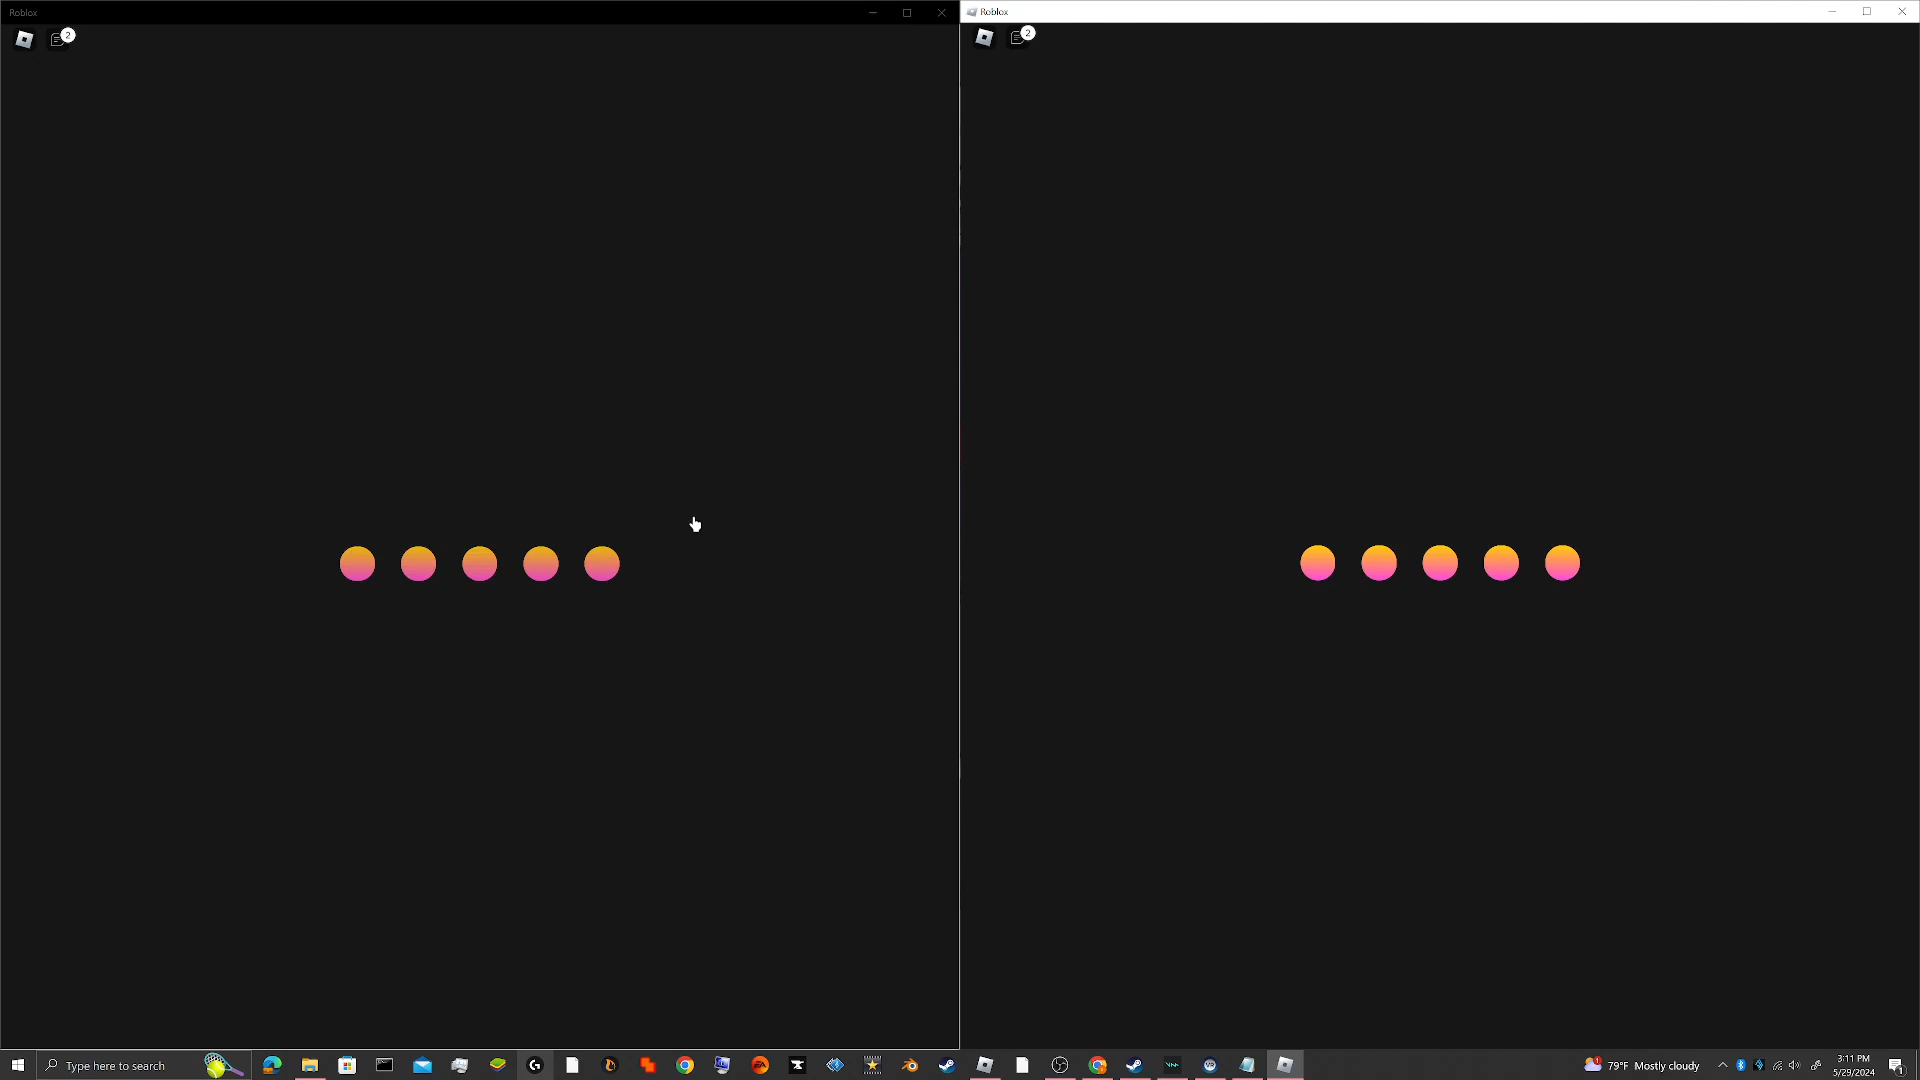 Roblox
2
Roblox
2
Type here to search
79°F Mostly cloudy
3:11 PM
5/29/2024